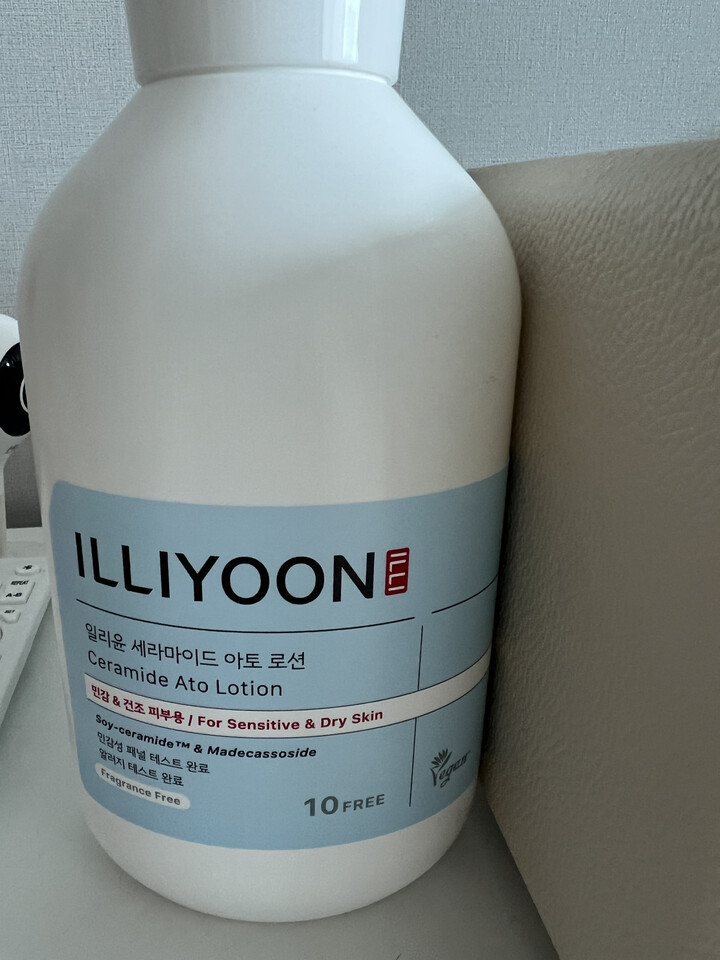 ILLIYOON ILLI
일리윤 세라마이드 아토 로션
Ceramide Ato Lotion
민감 & 건조 피부용 / For Sensitive & Dry Skin
Soy-ceramide™ & Madecassoside
민감성 패널 테스트 완료
알러지 테스트 완료
Fragrance Free
10 FREE
Vegan
A-B